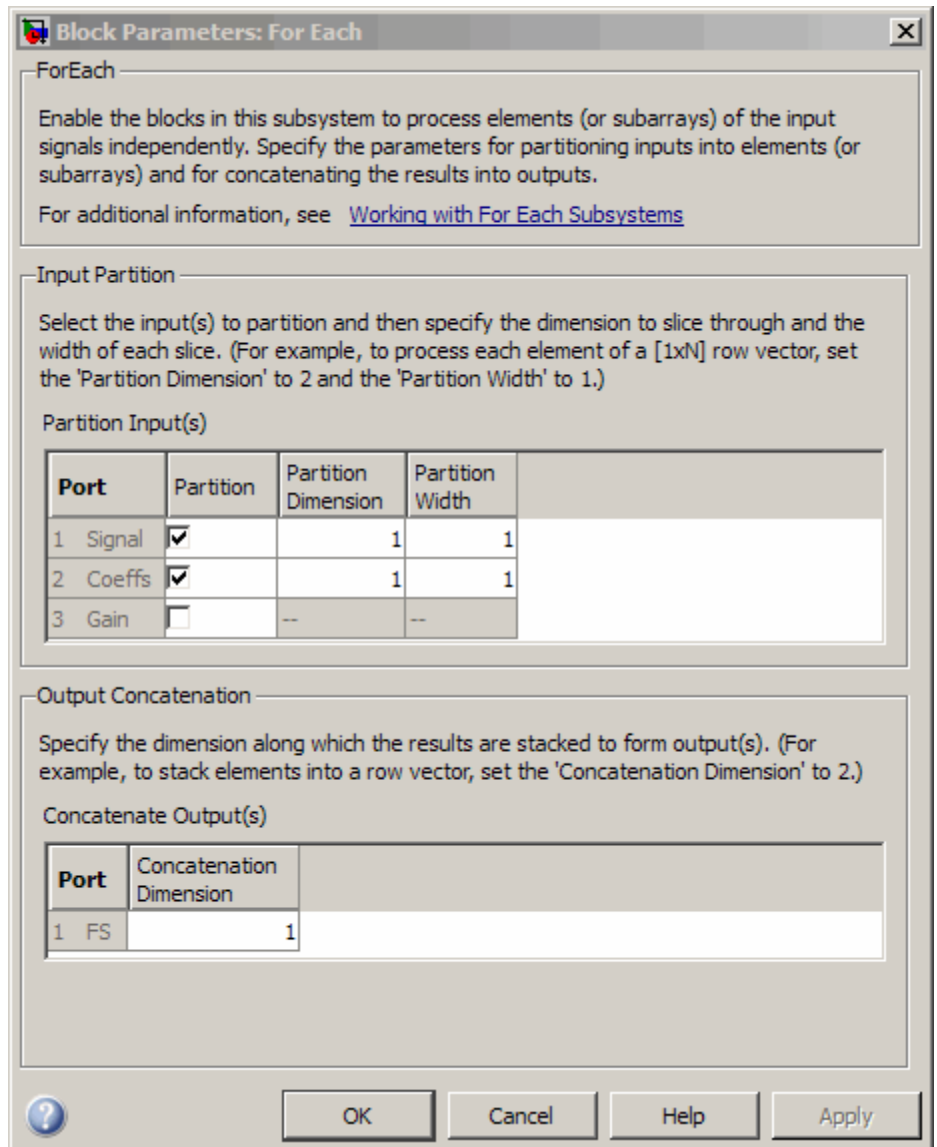 Block Parameters: For Each
ForEach
Enable the blocks in this subsystem to process elements (or subarrays) of the input
signals independently. Specify the parameters for partitioning inputs into elements (or
subarrays) and for concatenating the results into outputs.
For additional information, see Working with For Each Subsystems
Input Partition
Select the input(s) to partition and then specify the dimension to slice through and the
width of each slice. (For example, to process each element of a [1xN] row vector, set
the 'Partition Dimension' to 2 and the 'Partition Width' to 1.)
Partition Input(s)
Port Partition Partition Dimension Partition Width
1 Signal 1 1
2 Coeffs 1 1
3 Gain -- --
Output Concatenation
Specify the dimension along which the results are stacked to form output(s). (For
example, to stack elements into a row vector, set the 'Concatenation Dimension' to 2.)
Concatenate Output(s)
Port Concatenation Dimension
1 FS 1
OK Cancel Help Apply